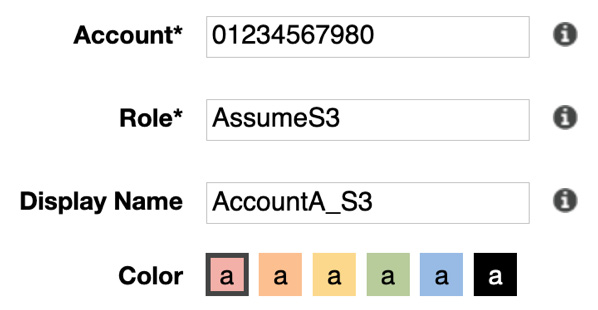 Account* 01234567980
Role* AssumeS3
Display Name AccountA_S3
Color a a a a a a